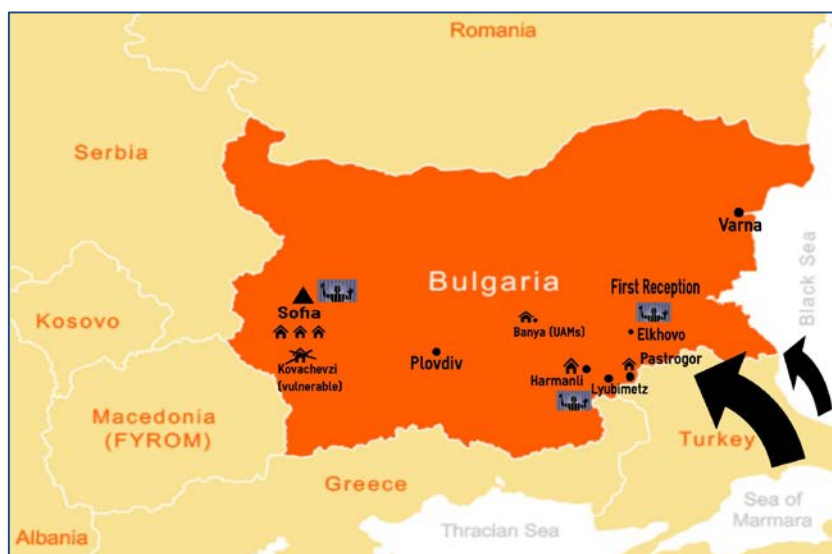 Romania
Serbia
Varna
Black Sea
Bulgaria
First Reception
Sofia
Elkhovo
Banya (UAMs)
Kosovo
Kovachevzi
(vulnerable)
Plovdiv
Pastrogor
Harmanli
Lyubimetz
Macedonia
(FYROM)
Turkey
Greece
Sea of
Marmara
Thracian Sea
Albania